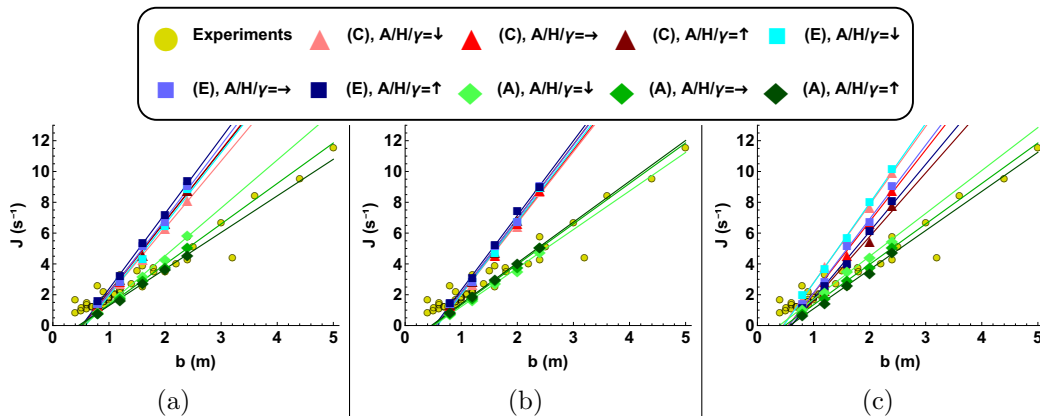 Experiments (C), A/H/γ=↓ (C), A/H/γ=→ (C), A/H/γ=↑ (E), A/H/γ=↓
(E), A/H/γ=→ (E), A/H/γ=↑ (A), A/H/γ=↓ (A), A/H/γ=→ (A), A/H/γ=↑
12
10
8
6
4
2
0
J (s⁻¹)
0 1 2 3 4 5
b (m)
(a)
12
10
8
6
4
2
0
J (s⁻¹)
0 1 2 3 4 5
b (m)
(b)
12
10
8
6
4
2
0
J (s⁻¹)
0 1 2 3 4 5
b (m)
(c)